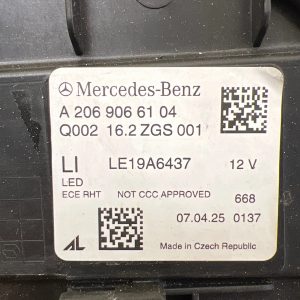 Mercedes-Benz
A 206 906 61 04
Q002 16.2 ZGS 001
LI LE19A6437 12 V
LED
ECE RHT NOT CCC APPROVED 668
07.04.25 0137
AL Made in Czech Republic